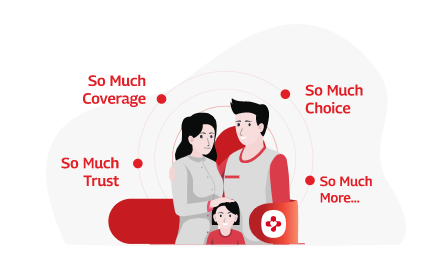 So Much
Coverage
So Much
Choice
So Much
Trust
So Much
More...